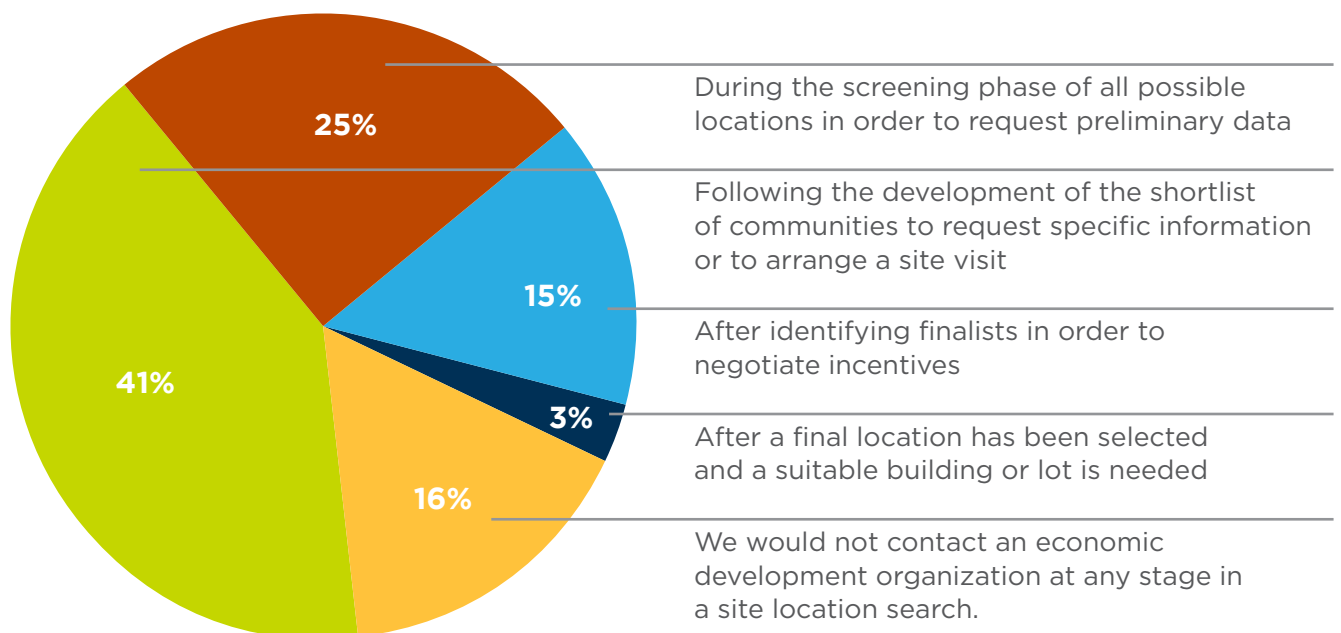 25%
During the screening phase of all possible
locations in order to request preliminary data
Following the development of the shortlist
of communities to request specific information
or to arrange a site visit
15%
After identifying finalists in order to
negotiate incentives
41%
3%
After a final location has been selected
and a suitable building or lot is needed
16%
We would not contact an economic
development organization at any stage in
a site location search.